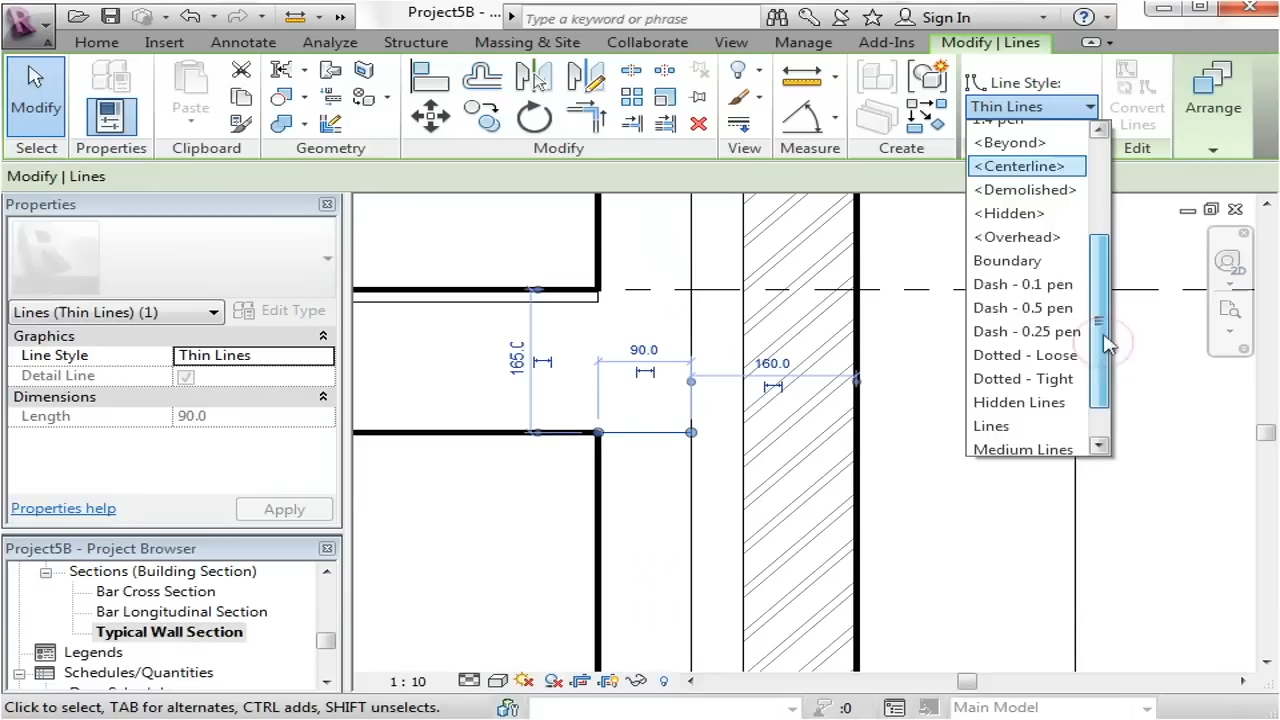 Project5B - ...
Type a keyword or phrase
Sign In
Home Insert Annotate Analyze Structure Massing & Site Collaborate View Manage Add-Ins Modify | Lines
Modify
Paste
Line Style:
Thin Lines
Convert
Lines
Arrange
Select Properties Clipboard Geometry Modify View Measure Create Edit
Modify | Lines
Properties
Lines (Thin Lines) (1)
Edit Type
Graphics
Line Style Thin Lines
Detail Line
Dimensions
Length 90.0
Properties help
Apply
Project5B - Project Browser
Sections (Building Section)
Bar Cross Section
Bar Longitudinal Section
Typical Wall Section
Legends
Schedules/Quantities
165.0
90.0
160.0
2D
1.4 pen
<Beyond>
<Centerline>
<Demolished>
<Hidden>
<Overhead>
Boundary
Dash - 0.1 pen
Dash - 0.5 pen
Dash - 0.25 pen
Dotted - Loose
Dotted - Tight
Hidden Lines
Lines
Medium Lines
1 : 10
Click to select, TAB for alternates, CTRL adds, SHIFT unselects.
:0
Main Model